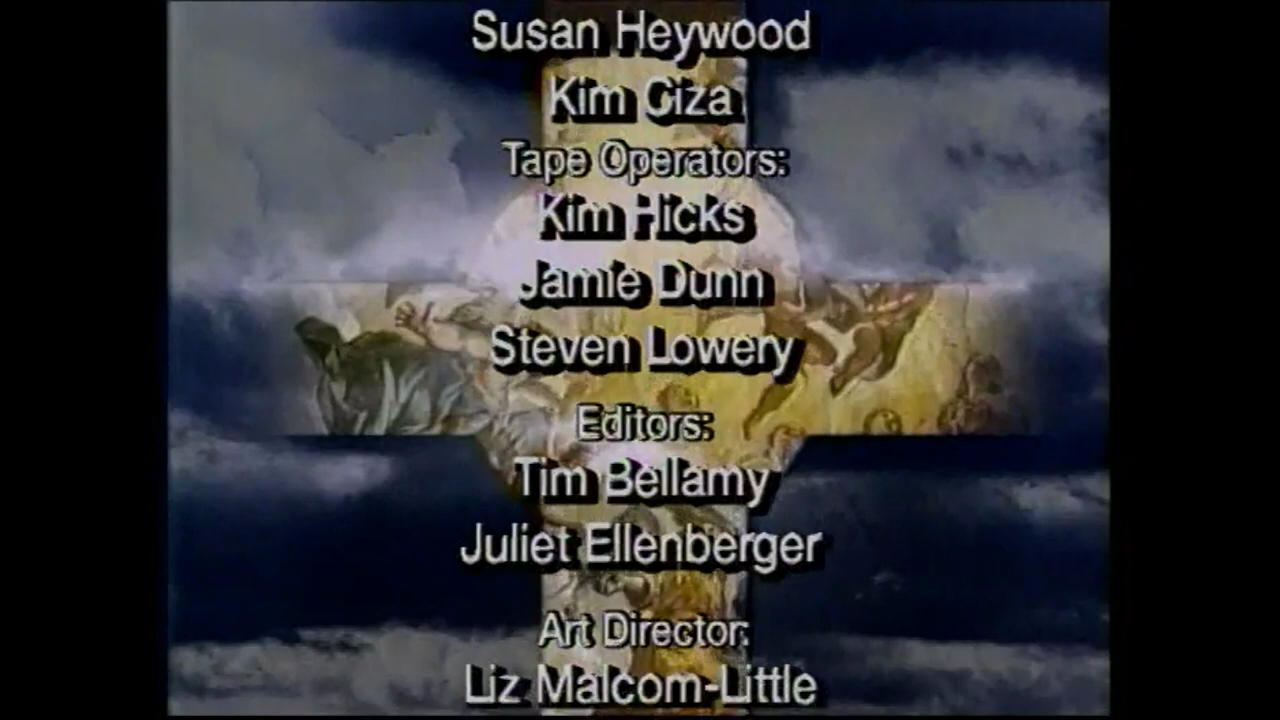 Susan Heywood
Kim Ciza
Tape Operators:
Kim Hicks
Jamie Dunn
Steven Lowery
Editors:
Tim Bellamy
Juliet Ellenberger
Art Director:
Liz Malcom-Little